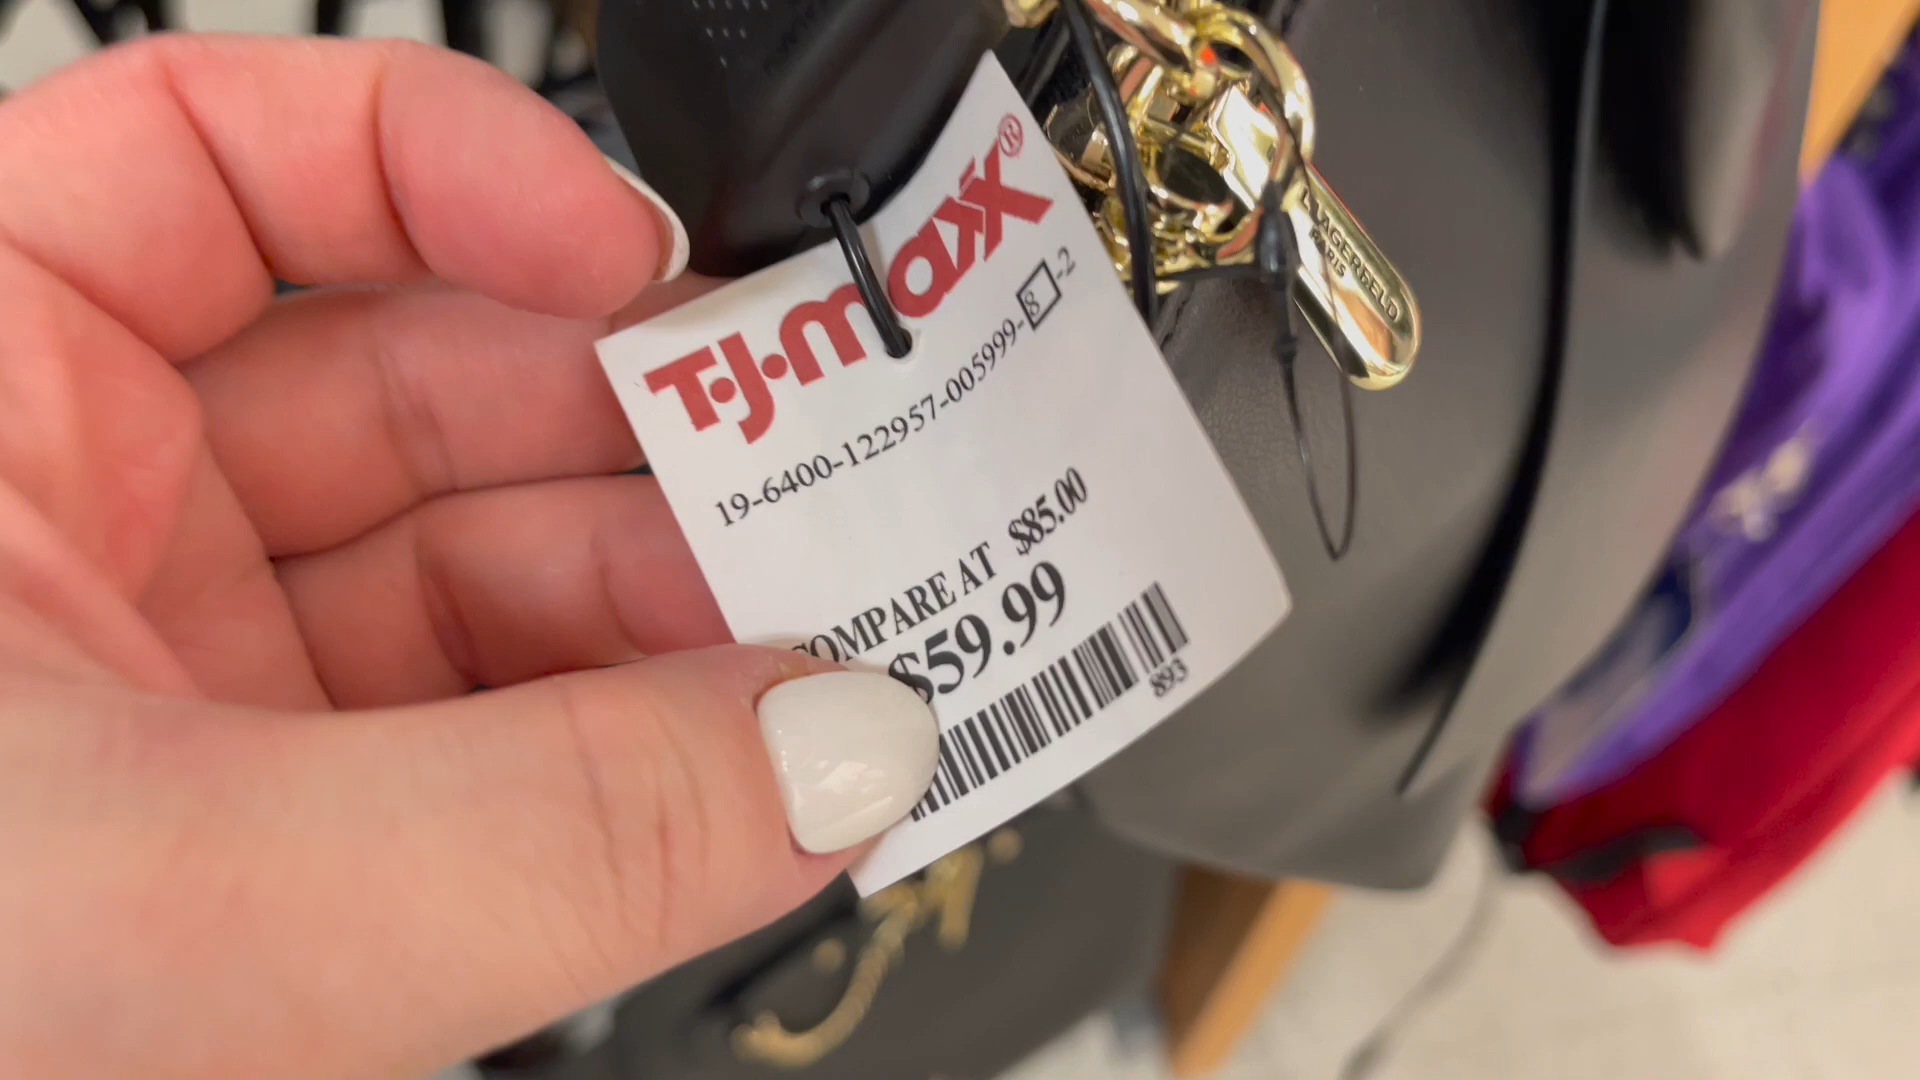 T·J·maxx®
19-6400-122957-005999-8-2
COMPARE AT $85.00
$59.99
893
LAGERFELD
PARIS